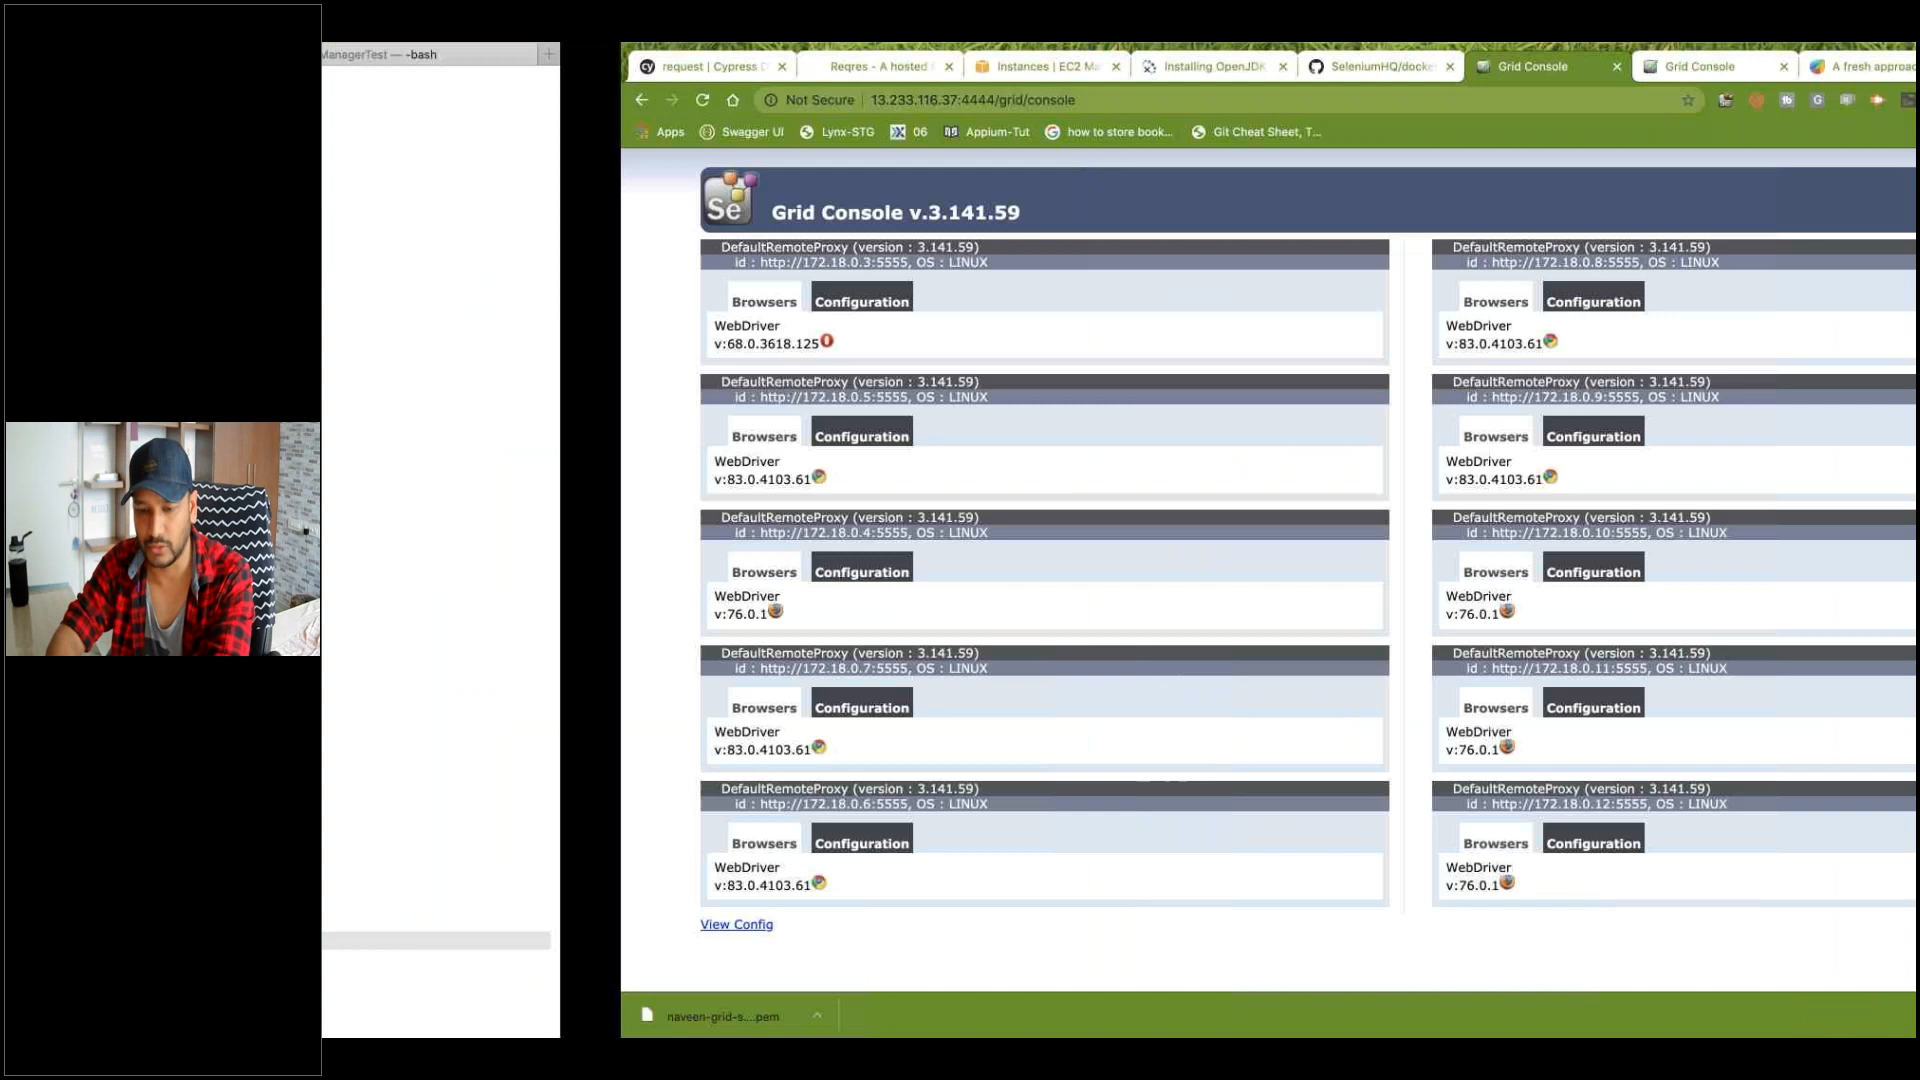 ManagerTest — -bash
request | Cypress D
Reqres - A hosted
Instances | EC2 Ma
Installing OpenJDK
SeleniumHQ/docke
Grid Console
Grid Console
A fresh approac
Not Secure 13.233.116.37:4444/grid/console
Apps
Swagger UI
Lynx-STG
06
Appium-Tut
how to store book...
Git Cheat Sheet, T...
Se
Grid Console v.3.141.59
DefaultRemoteProxy (version : 3.141.59)
id : http://172.18.0.3:5555, OS : LINUX
Browsers Configuration
WebDriver
v:68.0.3618.125
DefaultRemoteProxy (version : 3.141.59)
id : http://172.18.0.5:5555, OS : LINUX
Browsers Configuration
WebDriver
v:83.0.4103.61
DefaultRemoteProxy (version : 3.141.59)
id : http://172.18.0.4:5555, OS : LINUX
Browsers Configuration
WebDriver
v:76.0.1
DefaultRemoteProxy (version : 3.141.59)
id : http://172.18.0.7:5555, OS : LINUX
Browsers Configuration
WebDriver
v:83.0.4103.61
DefaultRemoteProxy (version : 3.141.59)
id : http://172.18.0.6:5555, OS : LINUX
Browsers Configuration
WebDriver
v:83.0.4103.61
View Config
DefaultRemoteProxy (version : 3.141.59)
id : http://172.18.0.8:5555, OS : LINUX
Browsers Configuration
WebDriver
v:83.0.4103.61
DefaultRemoteProxy (version : 3.141.59)
id : http://172.18.0.9:5555, OS : LINUX
Browsers Configuration
WebDriver
v:83.0.4103.61
DefaultRemoteProxy (version : 3.141.59)
id : http://172.18.0.10:5555, OS : LINUX
Browsers Configuration
WebDriver
v:76.0.1
DefaultRemoteProxy (version : 3.141.59)
id : http://172.18.0.11:5555, OS : LINUX
Browsers Configuration
WebDriver
v:76.0.1
DefaultRemoteProxy (version : 3.141.59)
id : http://172.18.0.12:5555, OS : LINUX
Browsers Configuration
WebDriver
v:76.0.1
naveen-grid-s....pem